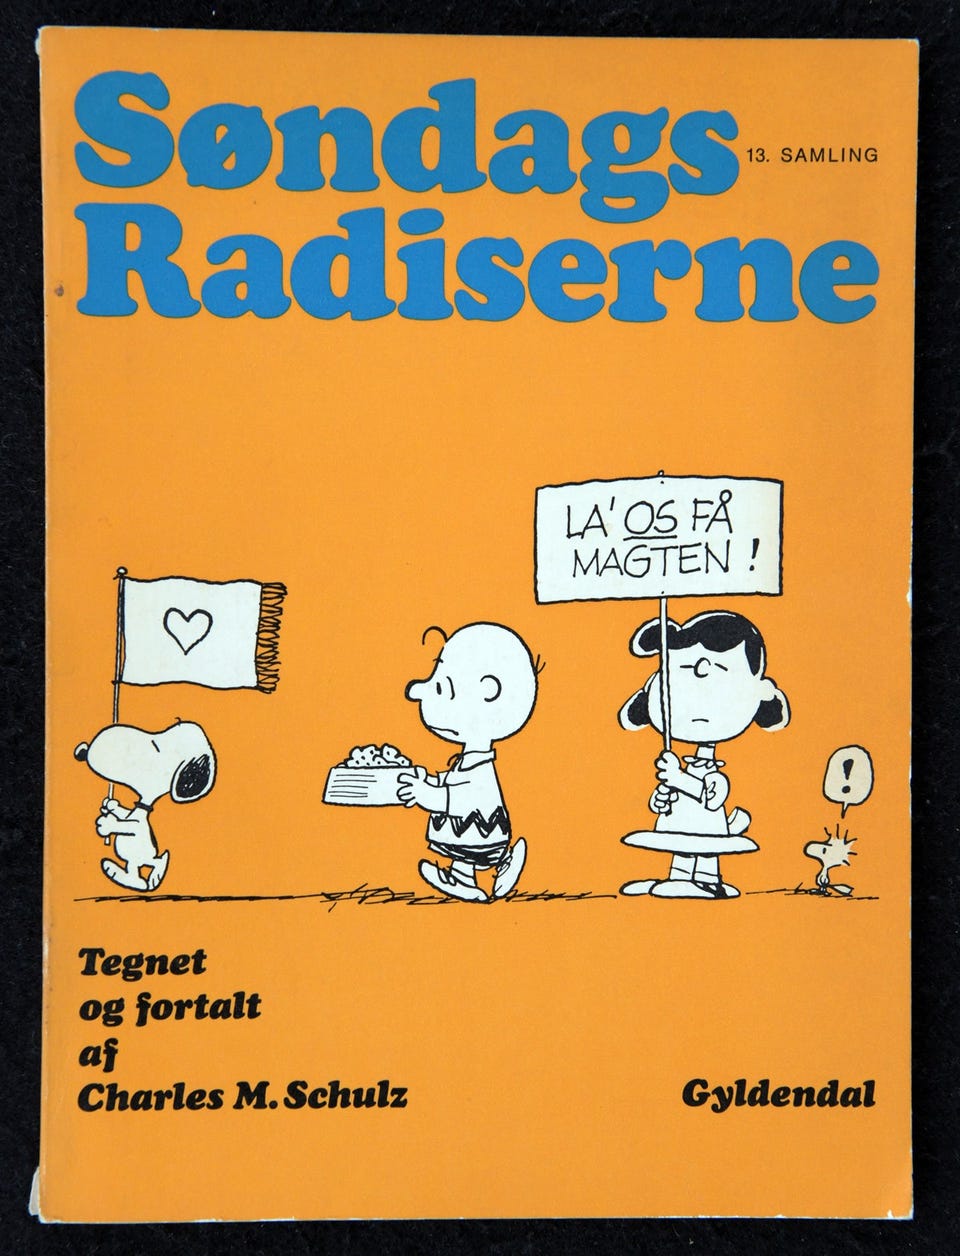 Søndags
13. SAMLING
Radiserne
LA' OS FÅ
MAGTEN !
!
Tegnet
og fortalt
af
Charles M. Schulz
Gyldendal